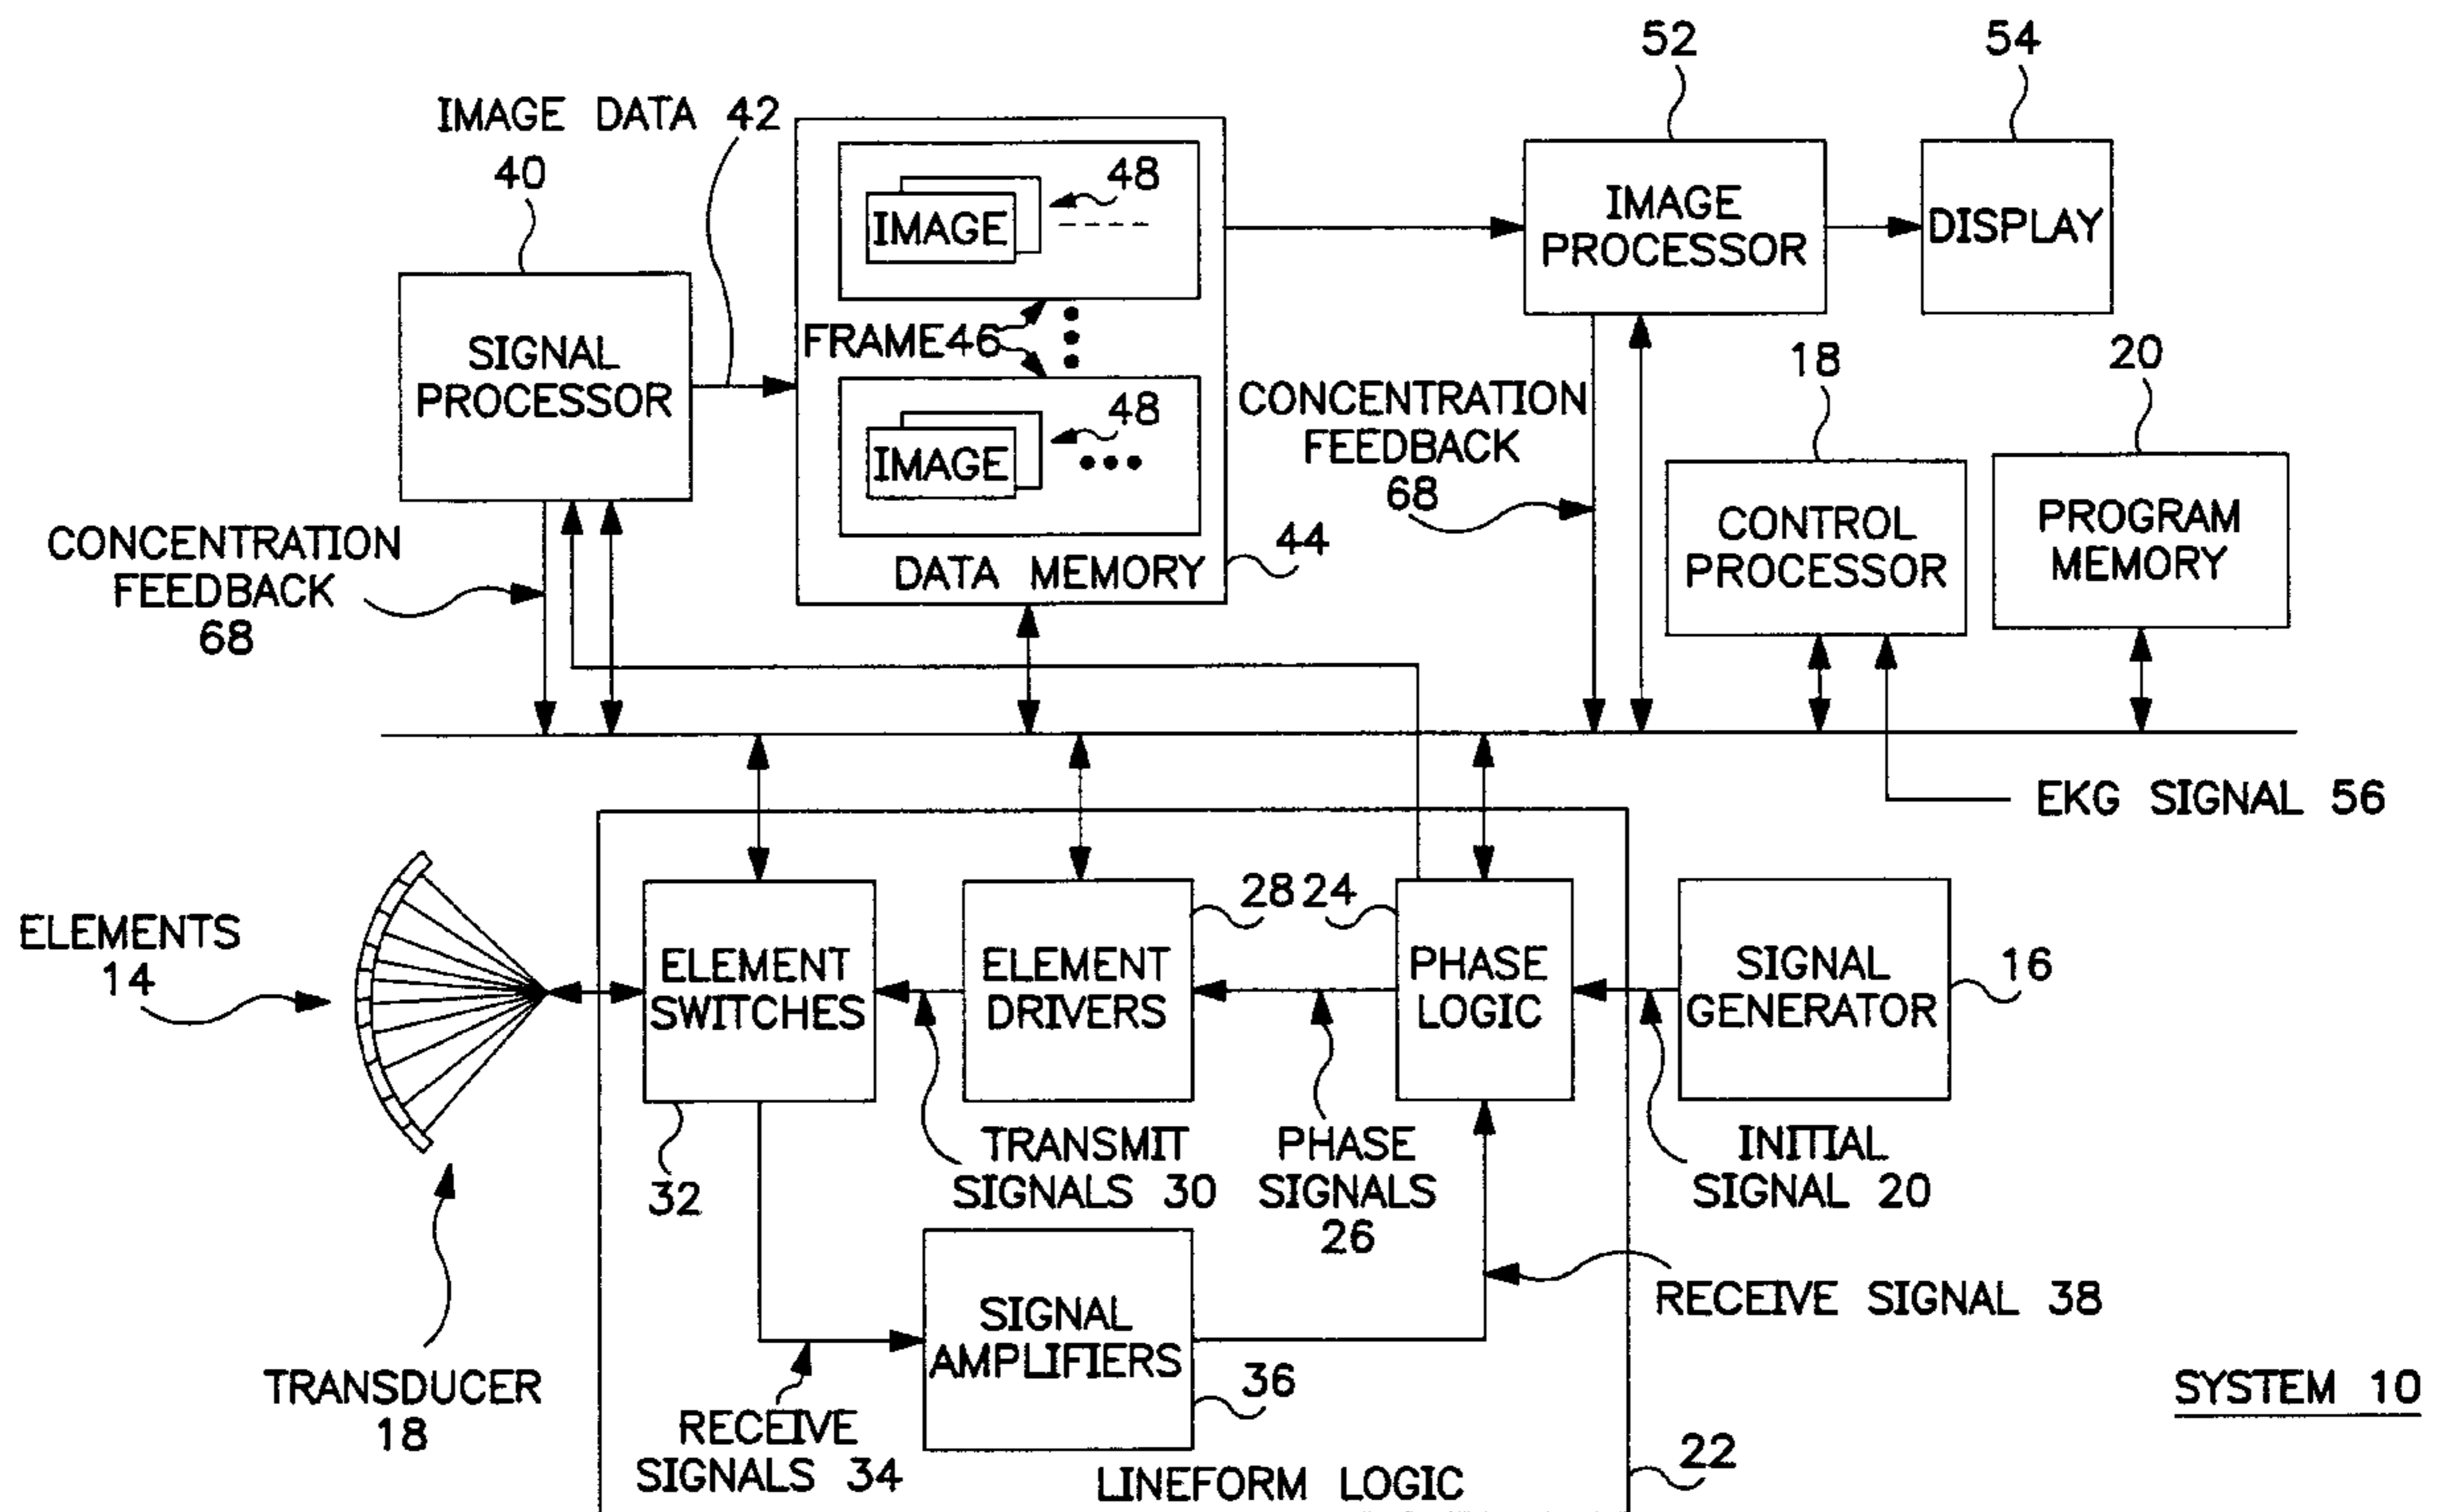 52
54
IMAGE DATA 42
40
48
IMAGE
IMAGE
PROCESSOR
DISPLAY
FRAME46
SIGNAL
PROCESSOR
48
IMAGE
DATA MEMORY
44
CONCENTRATION
FEEDBACK
68
18
20
CONTROL
PROCESSOR
PROGRAM
MEMORY
CONCENTRATION
FEEDBACK
68
EKG SIGNAL 56
ELEMENTS
14
ELEMENT
SWITCHES
32
ELEMENT
DRIVERS
28
24
PHASE
LOGIC
SIGNAL
GENERATOR
16
TRANSMIT
SIGNALS 30
PHASE
SIGNALS
26
INITIAL
SIGNAL 20
TRANSDUCER
18
RECEIVE
SIGNALS 34
SIGNAL
AMPLIFIERS
36
RECEIVE SIGNAL 38
LINEFORM LOGIC
22
SYSTEM 10